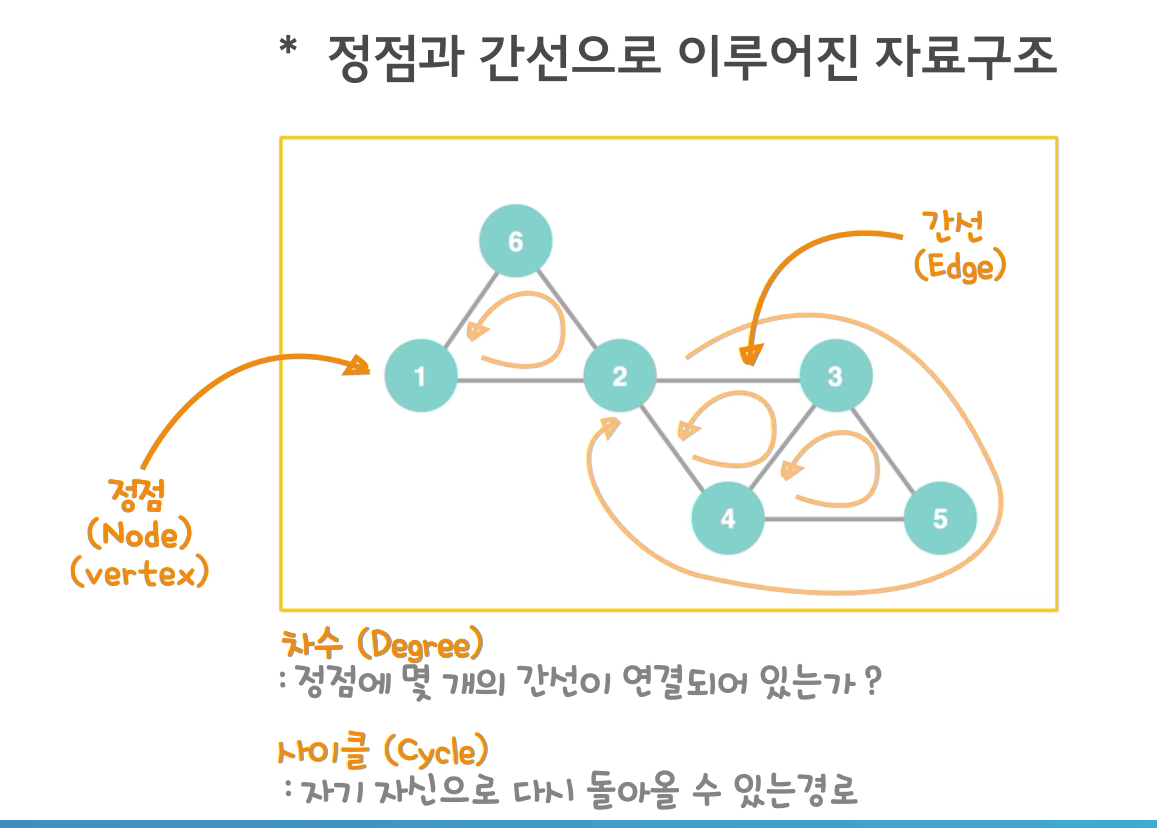 * 정점과 간선으로 이루어진 자료구조
6
간선
(Edge)
1
2
3
정점
(Node)
(vertex)
4
5
차수 (Degree)
: 정점에 몇 개의 간선이 연결되어 있는가?
사이클 (Cycle)
: 자기 자신으로 다시 돌아올 수 있는경로